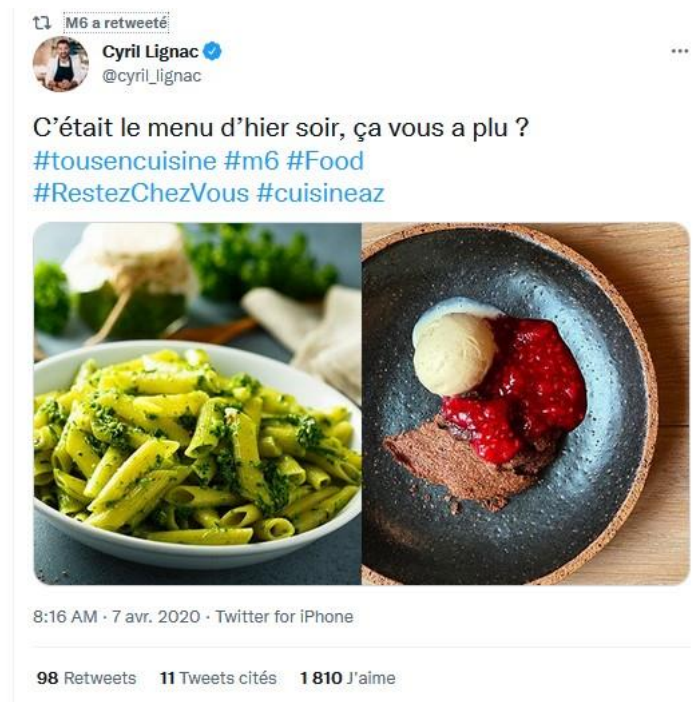 M6 a retweeté
Cyril Lignac
@cyril_lignac
C’était le menu d’hier soir, ça vous a plu ?
#tousencuisine #m6 #Food
#RestezChezVous #cuisineaz
8:16 AM · 7 avr. 2020 · Twitter for iPhone
98 Retweets 11 Tweets cités 1 810 J'aime